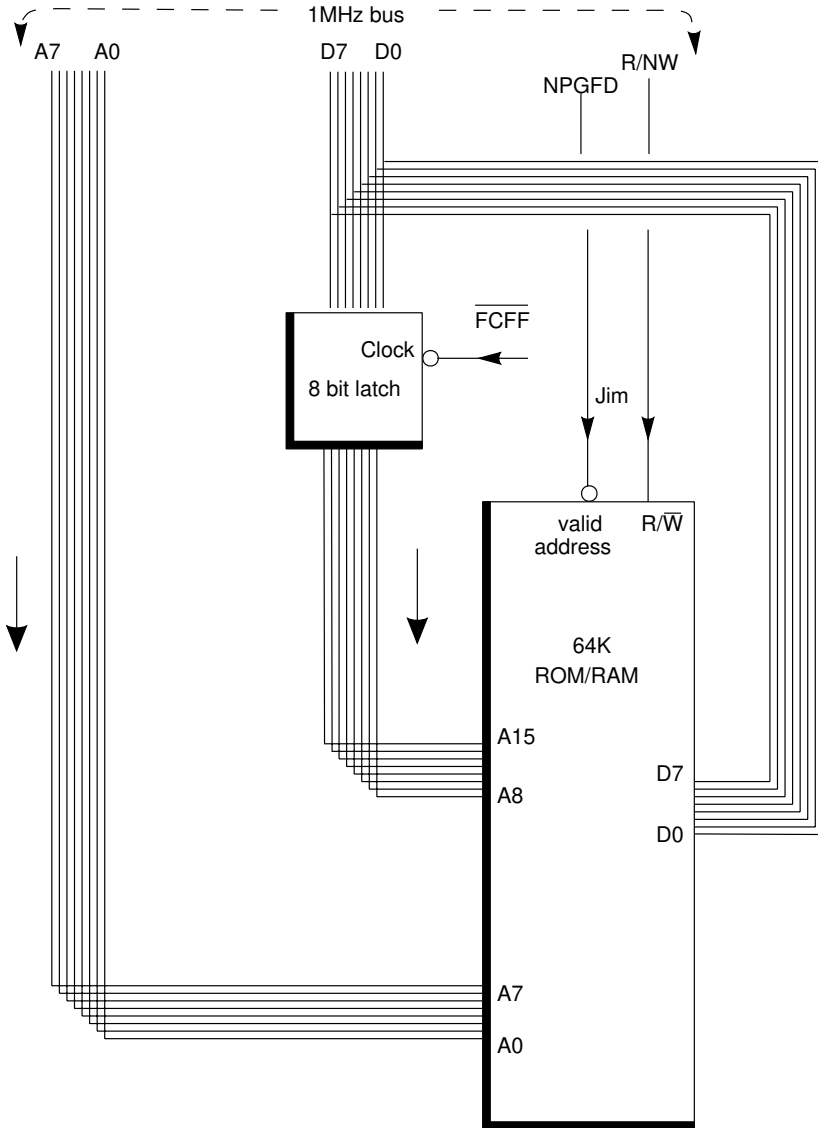 1MHz bus
A7 A0 D7 D0 R/NW
NPGFD
F̅C̅F̅F̅
Clock
8 bit latch
Jim
valid R/W̅
address
64K
ROM/RAM
A15
D7
A8
D0
A7
A0